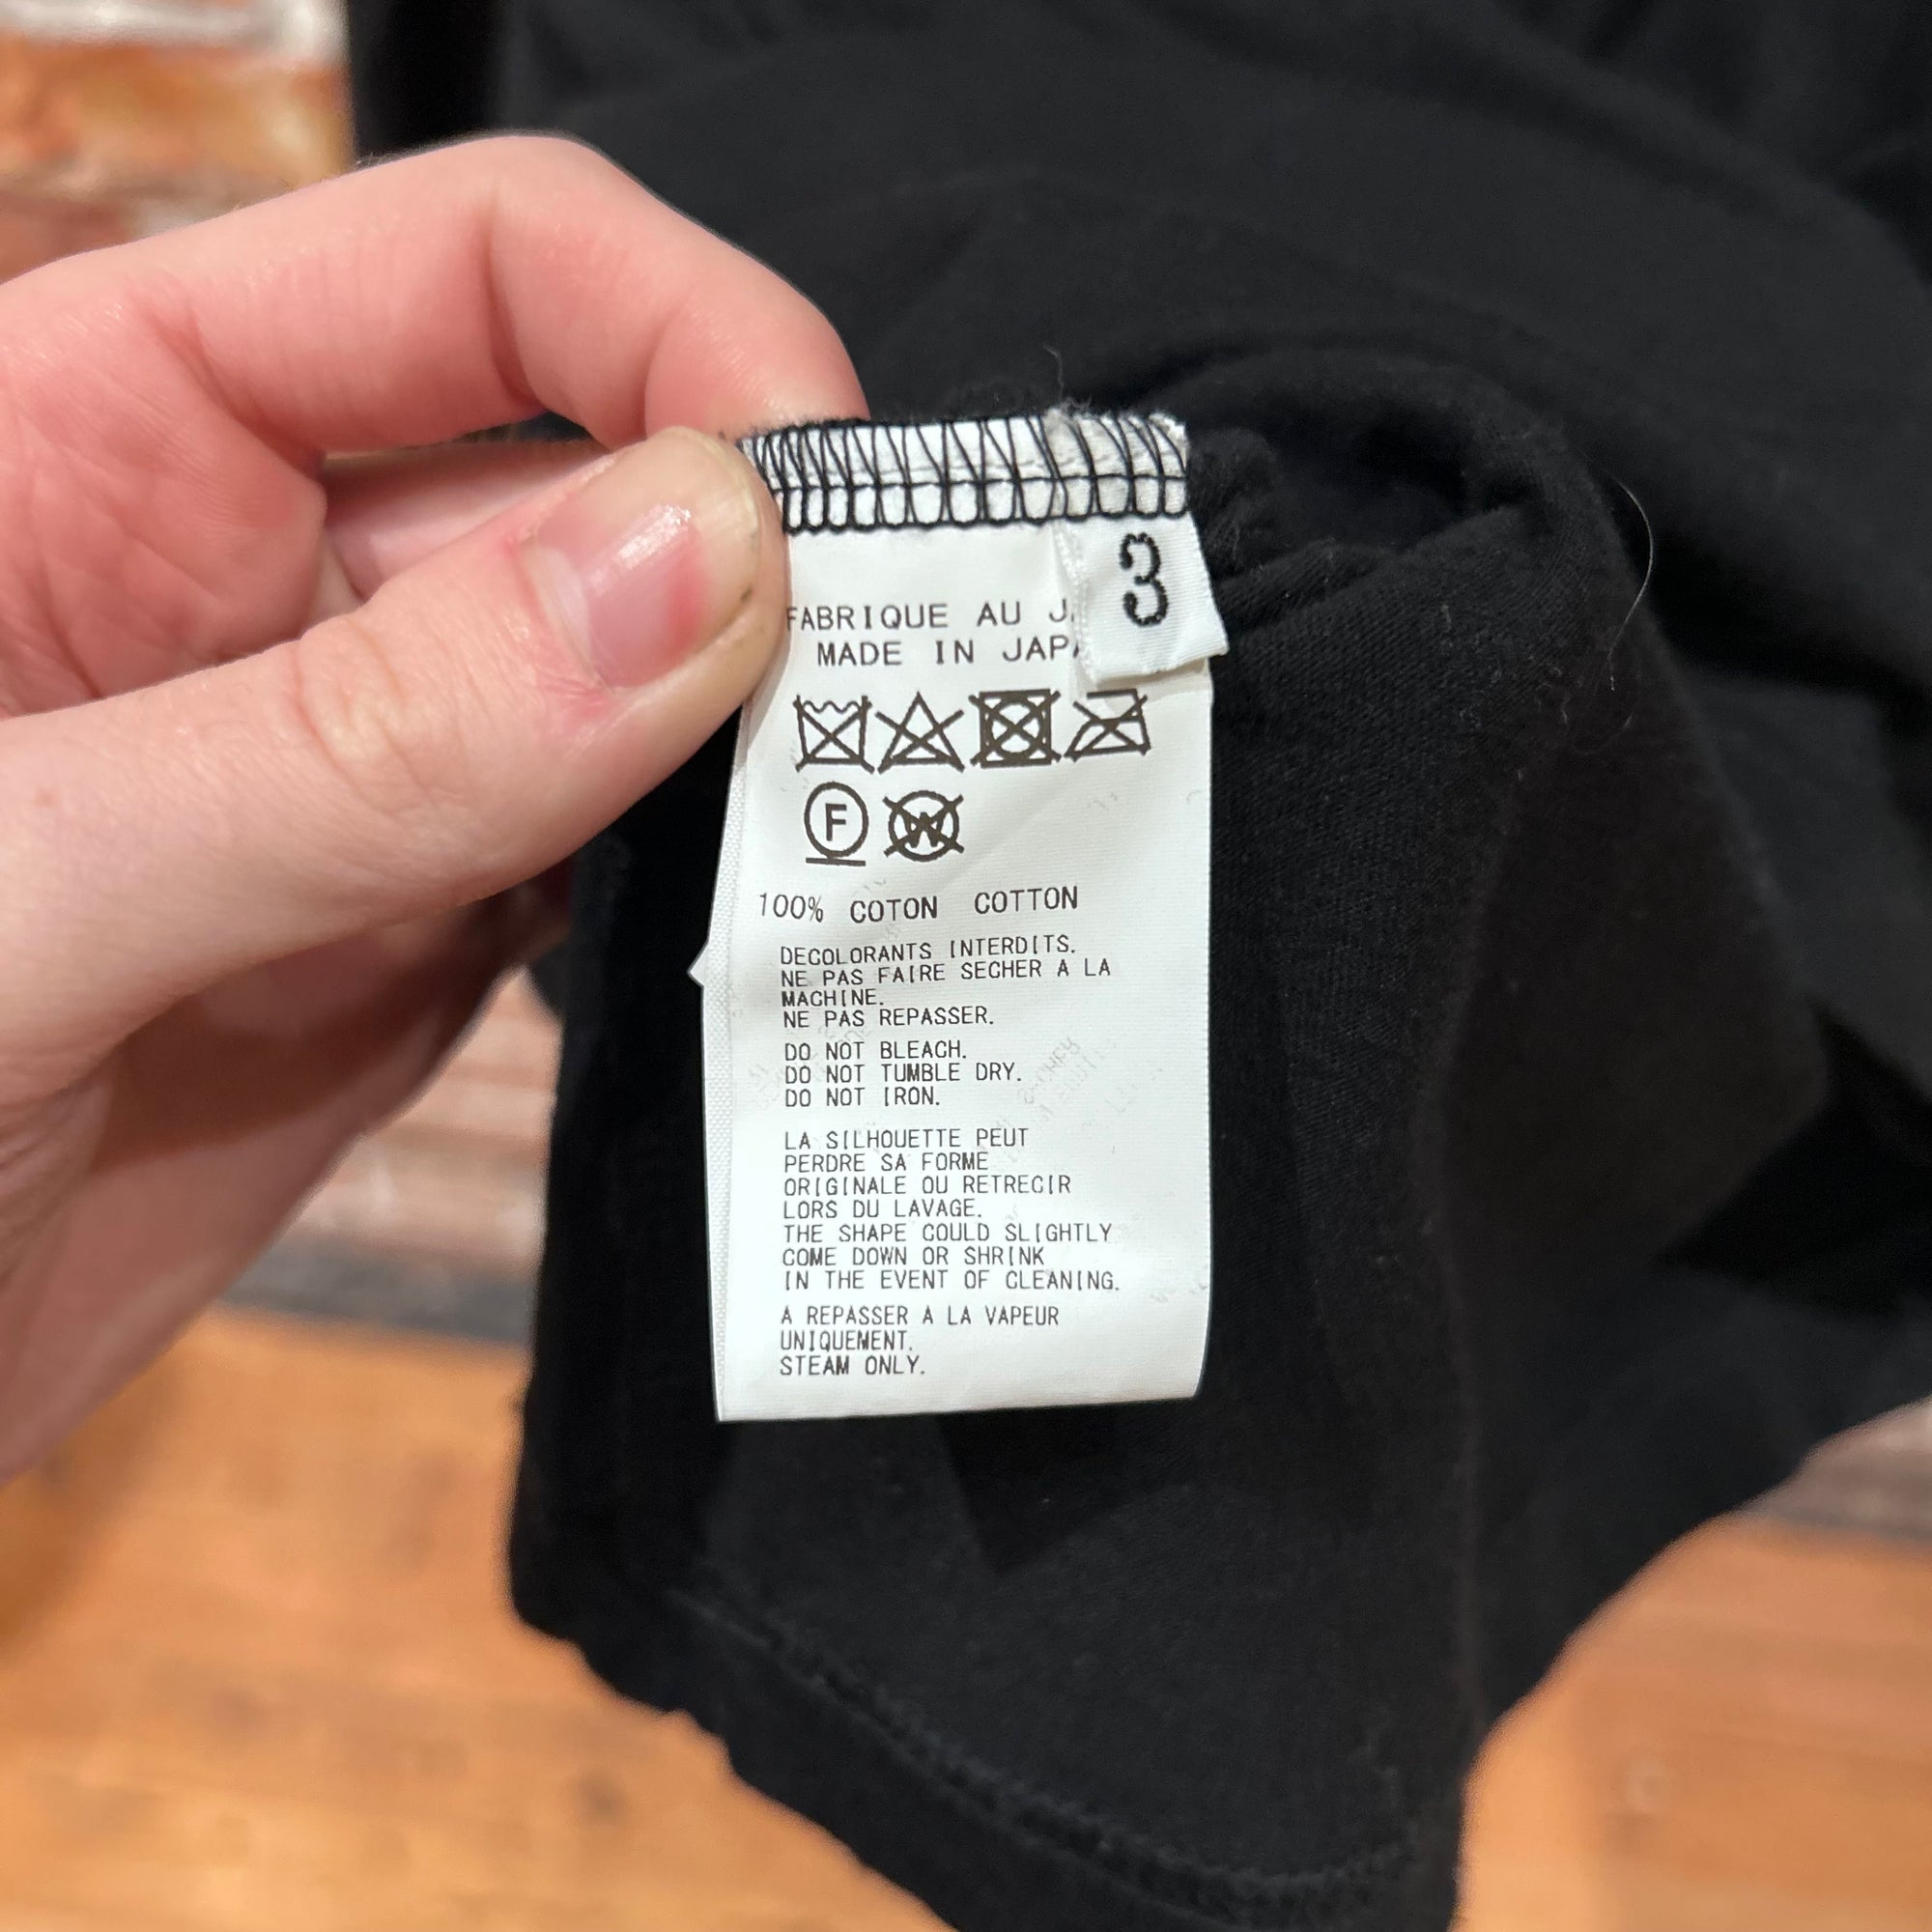 3
FABRIQUE AU
MADE IN
F
W
100% COTON COTTON
DECOLORANTS INTERDITS.
NE PAS FAIRE SECHER A LA
MACHINE.
NE PAS REPASSER.
DO NOT BLEACH.
DO NOT TUMBLE DRY.
DO NOT IRON.
LA SILHOUETTE PEUT
PERDRE SA FORME
ORIGINALE OU RETRECIR
LORS DU LAVAGE.
THE SHAPE COULD SLIGHTLY
COME DOWN OR SHRINK
IN THE EVENT OF CLEANING.
A REPASSER A LA VAPEUR
UNIQUEMENT.
STEAM ONLY.